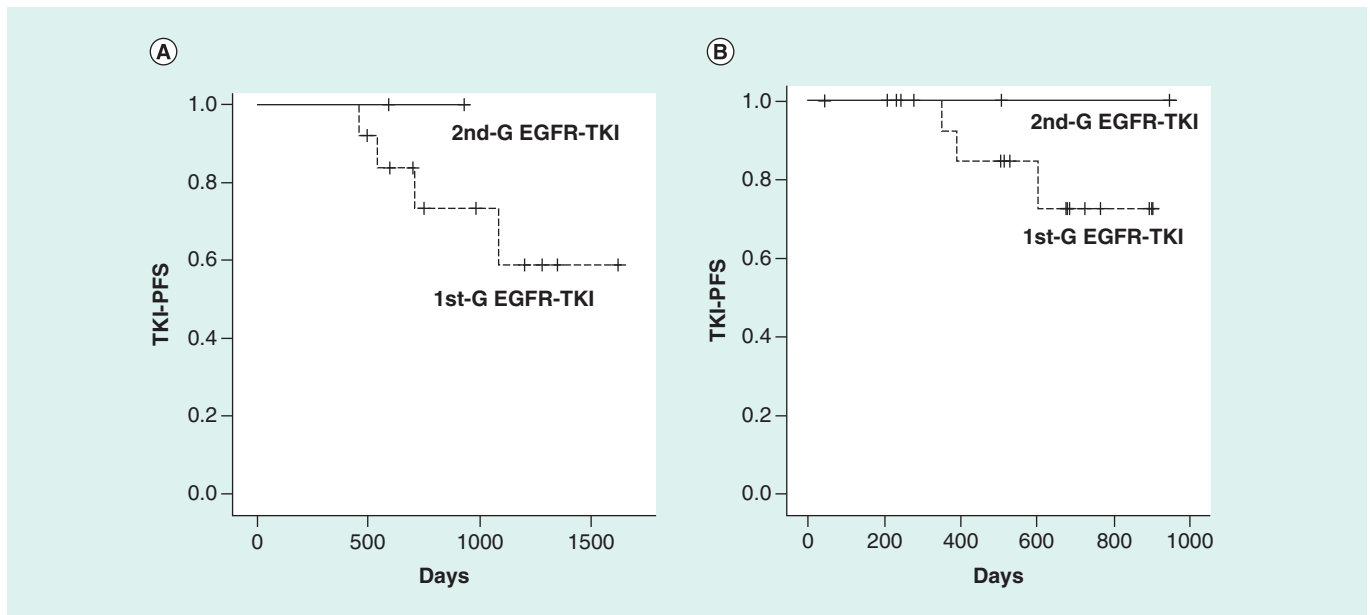 A
TKI-PFS
1.0
0.8
0.6
0.4
0.2
0.0
2nd-G EGFR-TKI
1st-G EGFR-TKI
0 500 1000 1500
Days
B
TKI-PFS
1.0
0.8
0.6
0.4
0.2
0.0
2nd-G EGFR-TKI
1st-G EGFR-TKI
0 200 400 600 800 1000
Days